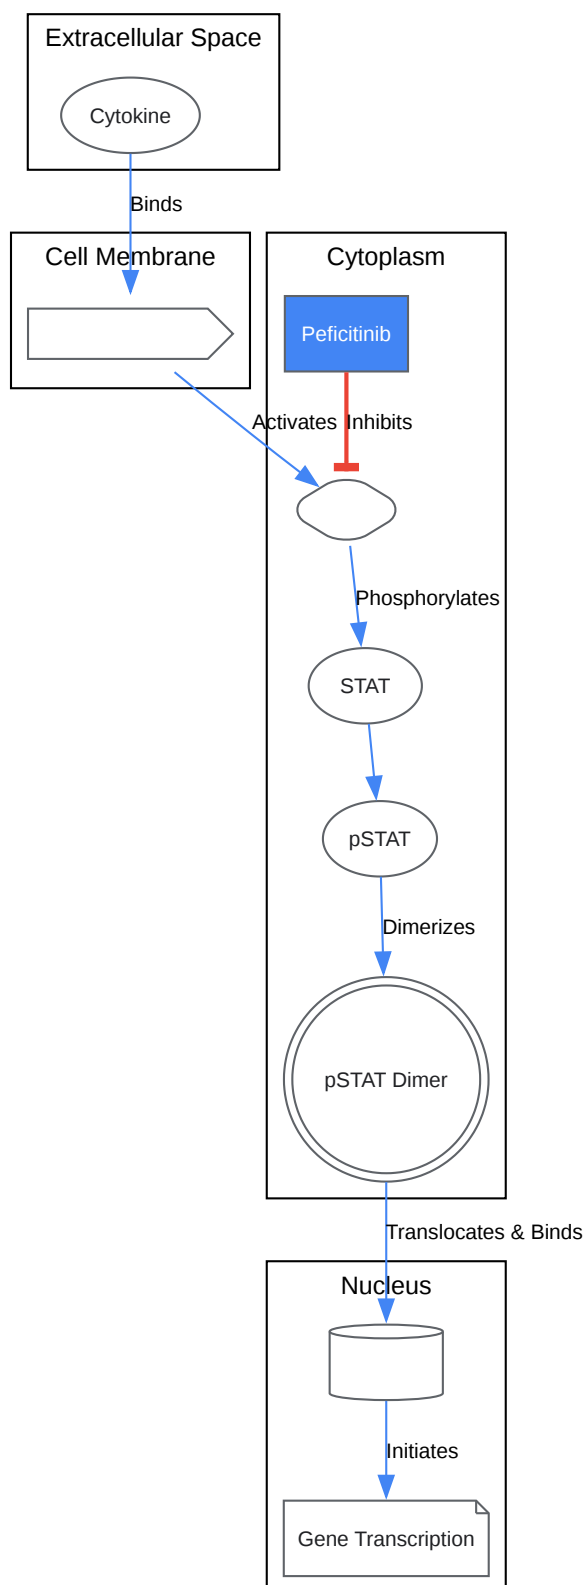 Extracellular Space
Cytokine
Binds
Cell Membrane
Cytoplasm
Peficitinib
Activates
Inhibits
Phosphorylates
STAT
pSTAT
Dimerizes
pSTAT Dimer
Translocates & Binds
Nucleus
Initiates
Gene Transcription